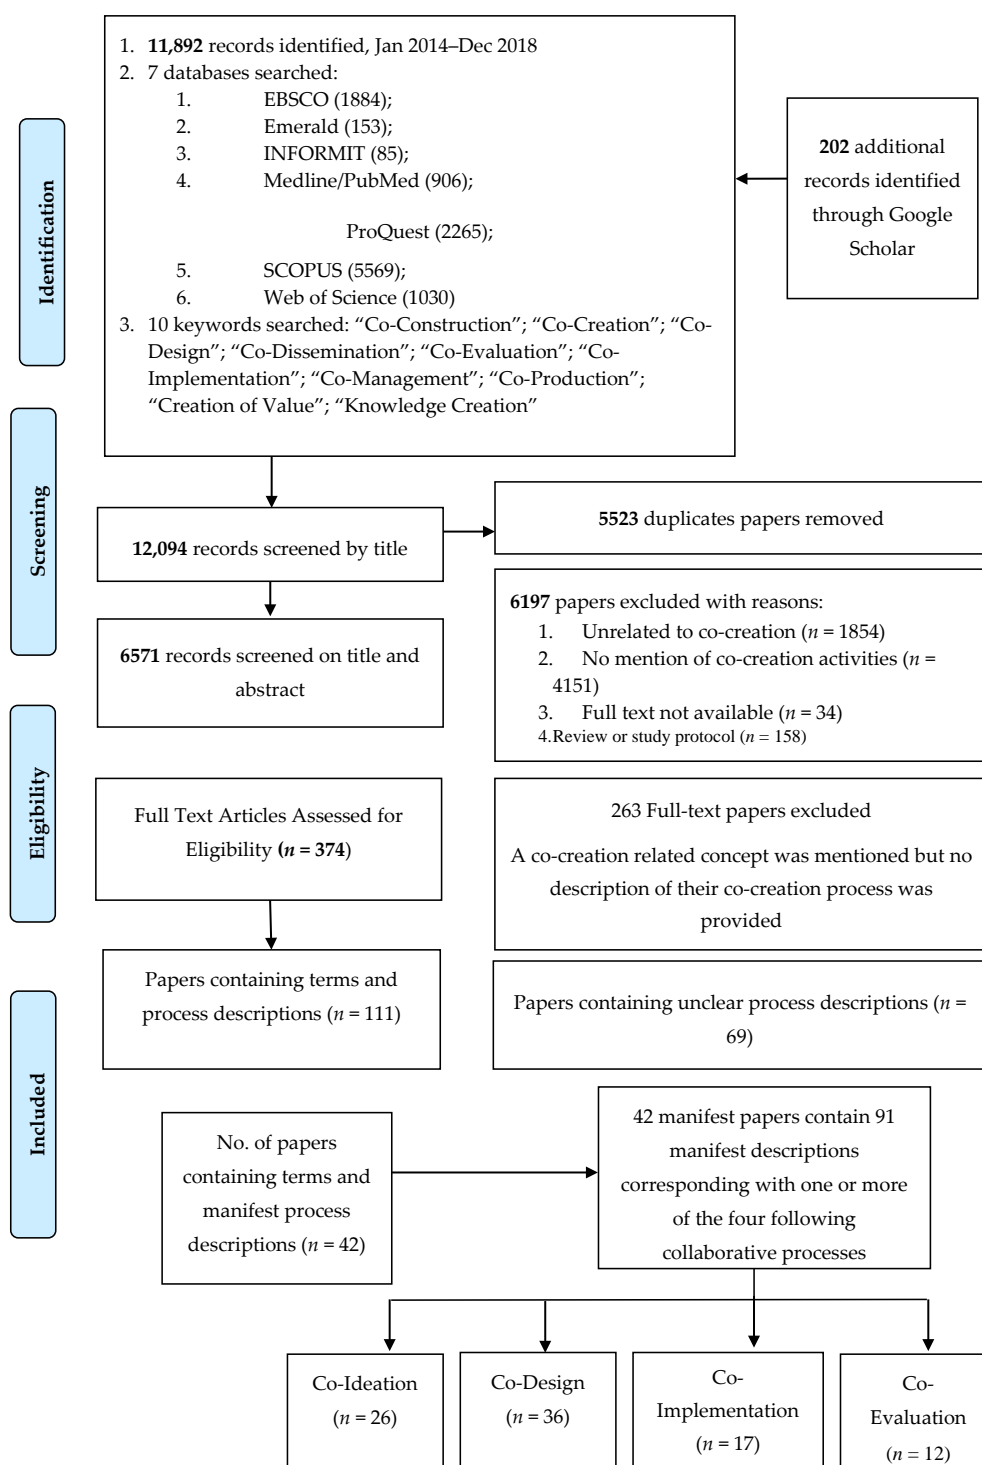 1. 11,892 records identified, Jan 2014–Dec 2018
2. 7 databases searched:
1. EBSCO (1884);
2. Emerald (153);
3. INFORMIT (85);
4. Medline/PubMed (906);
ProQuest (2265);
5. SCOPUS (5569);
6. Web of Science (1030)
3. 10 keywords searched: “Co-Construction”; “Co-Creation”; “Co-
Design”; “Co-Dissemination”; “Co-Evaluation”; “Co-
Implementation”; “Co-Management”; “Co-Production”;
“Creation of Value”; “Knowledge Creation”
202 additional
records identified
through Google
Scholar
Identification
Screening
12,094 records screened by title
5523 duplicates papers removed
6571 records screened on title and
abstract
6197 papers excluded with reasons:
1. Unrelated to co-creation (n = 1854)
2. No mention of co-creation activities (n =
4151)
3. Full text not available (n = 34)
4.Review or study protocol (n = 158)
Eligibility
Full Text Articles Assessed for
Eligibility (n = 374)
263 Full-text papers excluded
A co-creation related concept was mentioned but no
description of their co-creation process was
provided
Papers containing terms and
process descriptions (n = 111)
Papers containing unclear process descriptions (n =
69)
Included
No. of papers
containing terms and
manifest process
descriptions (n = 42)
42 manifest papers contain 91
manifest descriptions
corresponding with one or more
of the four following
collaborative processes
Co-Ideation
(n = 26)
Co-Design
(n = 36)
Co-
Implementation
(n = 17)
Co-
Evaluation
(n = 12)